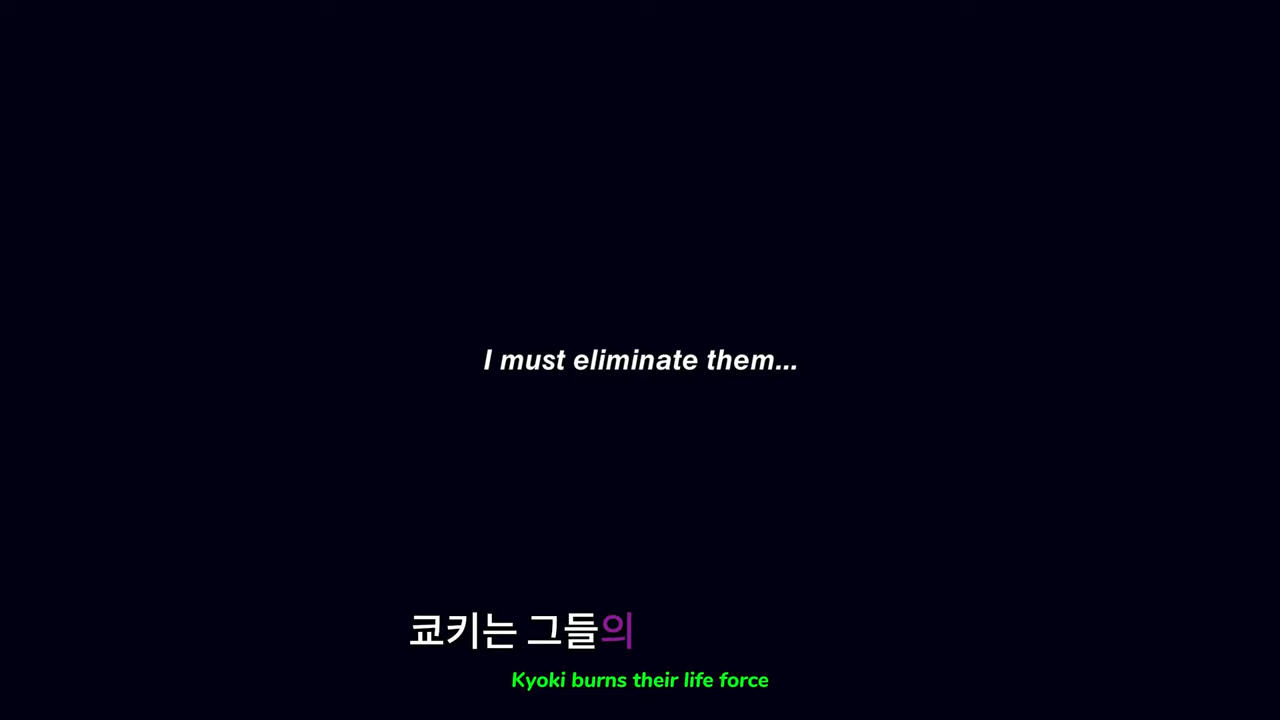 I must eliminate them...
쿄키는 그들의
Kyoki burns their life force